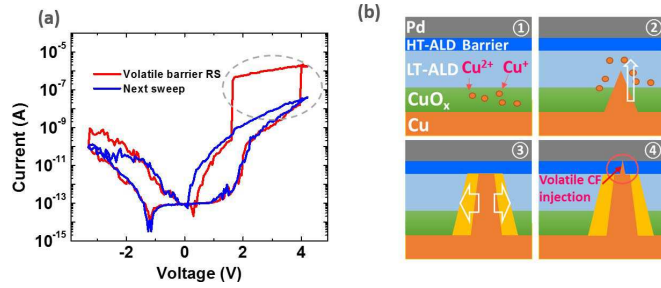 (a)
10⁻⁵
10⁻⁷
10⁻⁹
10⁻¹¹
10⁻¹³
10⁻¹⁵
Current (A)
Volatile barrier RS
Next sweep
-2
0
2
4
Voltage (V)
(b)
Pd
①
HT-ALD Barrier
LT-ALD
Cu²⁺
Cu⁺
CuOₓ
Cu
②
③
④
Volatile CF
injection